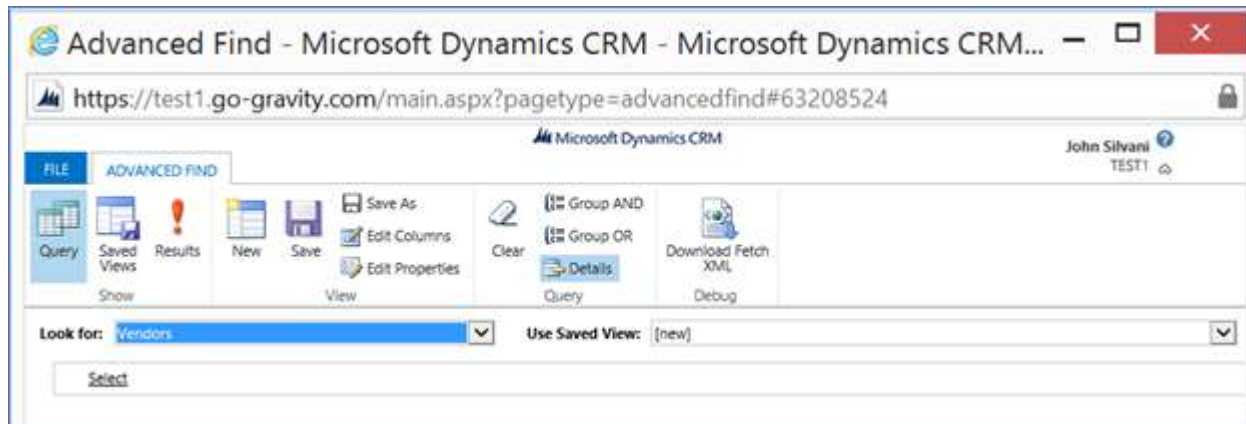 Advanced Find - Microsoft Dynamics CRM - Microsoft Dynamics CRM...
https://test1.go-gravity.com/main.aspx?pagetype=advancedfind#63208524
Microsoft Dynamics CRM
John Silvani
TEST1
FILE ADVANCED FIND
Query
Saved Views
Results
Show
New
Save
Save As
Edit Columns
Edit Properties
View
Clear
Group AND
Group OR
Details
Query
Download Fetch XML
Debug
Look for: Vendors Use Saved View: [new]
Select